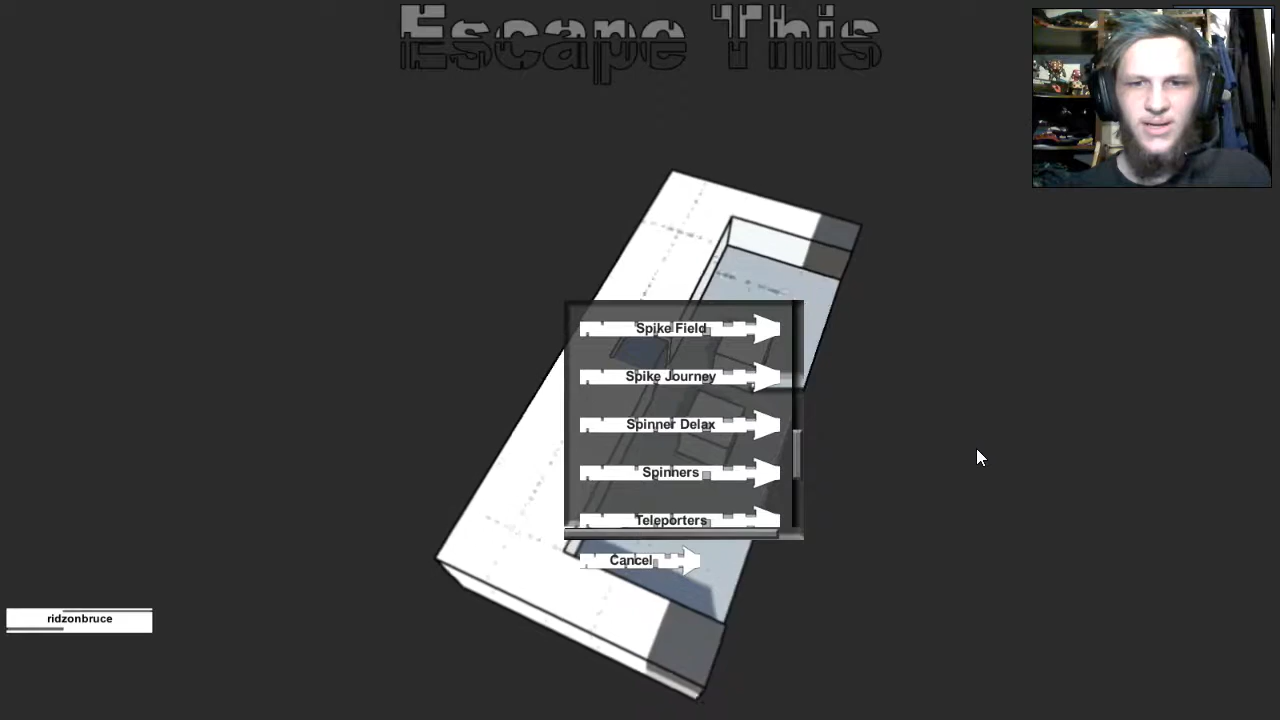 Escape This
Spike Field
Spike Journey
Spinner Delax
Spinners
Teleporters
Cancel
ridzonbruce